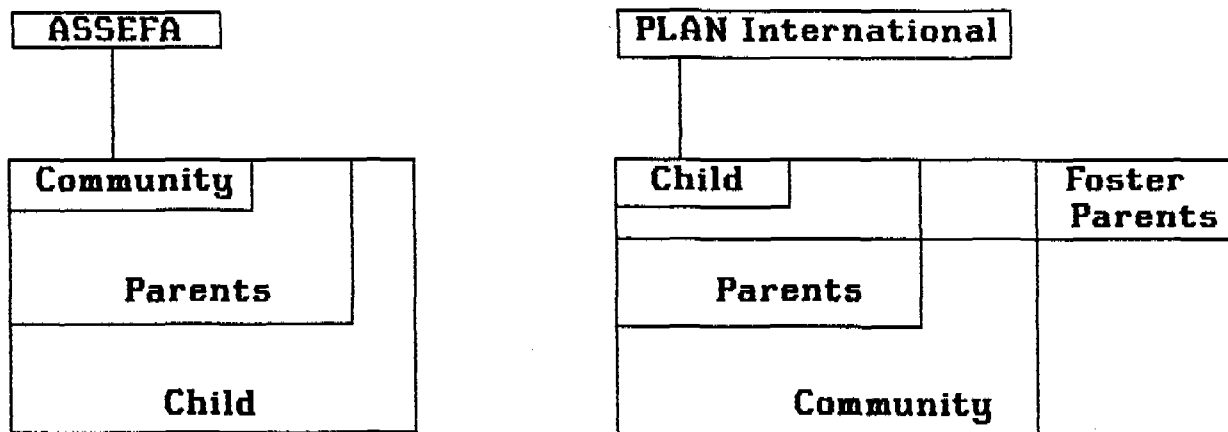 ASSEFA
Community
Parents
Child
PLAN International
Child
Foster
Parents
Parents
Community